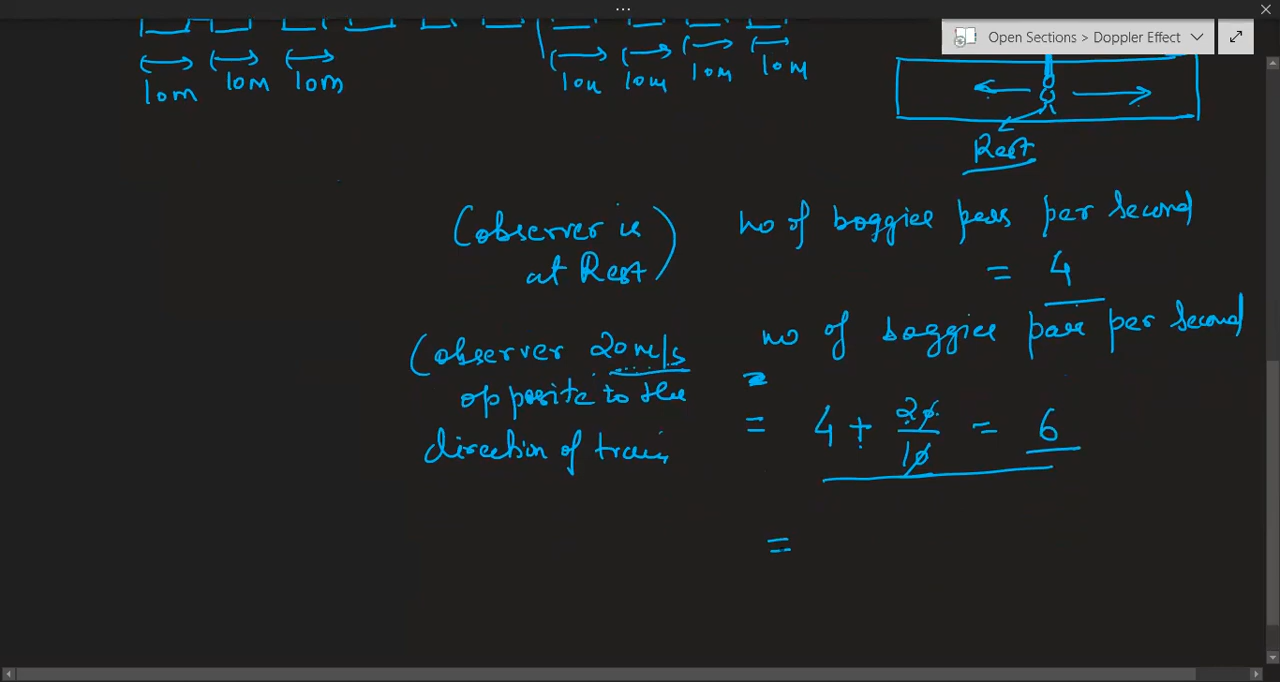 Open Sections > Doppler Effect
10m 10m 10m 10m 10m 10m 10m
Rest
(observer is at Rest)
no of boggies pass per second
= 4
(observer 20m/s
opposite to the
direction of train
no of boggies pass per second
= 4 + 20/10 = 6
=